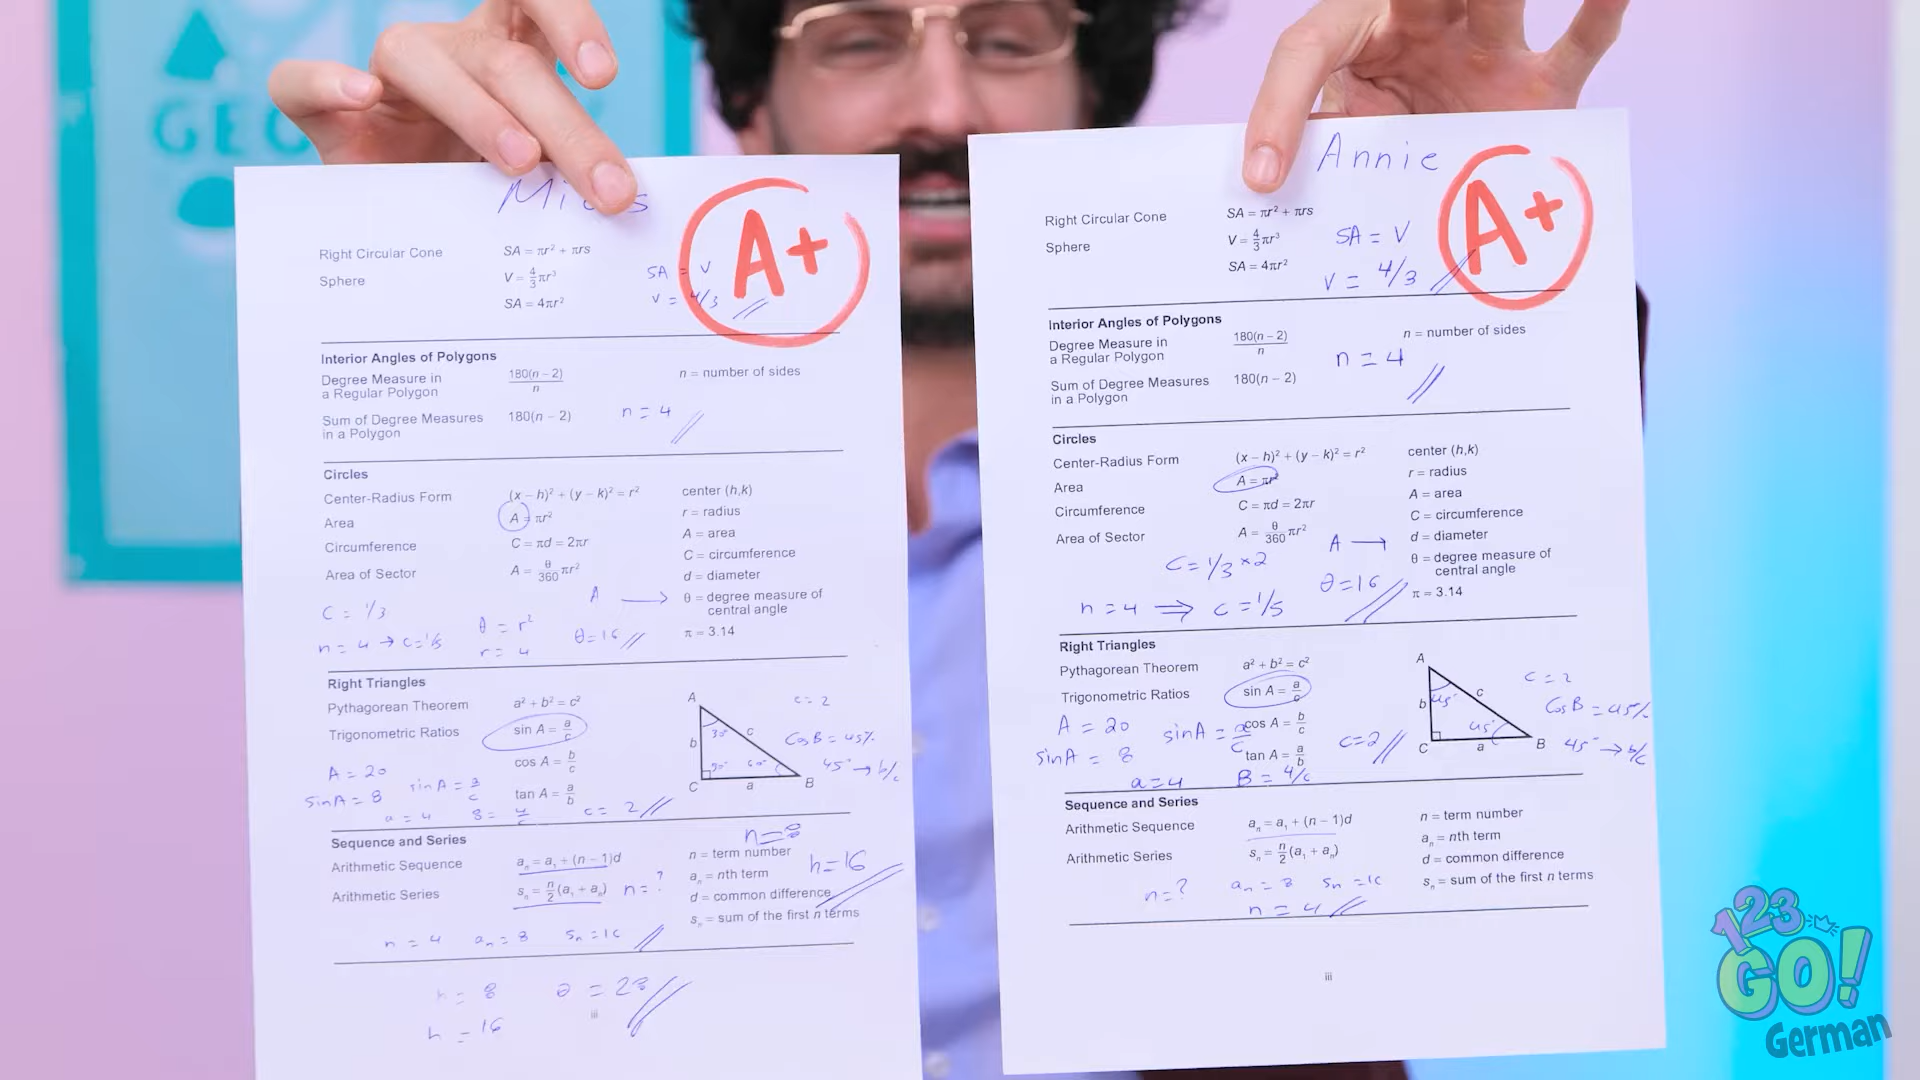 GEO
A+
Right Circular Cone SA = πr² + πrs
Sphere V = 4/3 πr³
SA = 4πr²
SA = V
V = 4/3
Interior Angles of Polygons
Degree Measure in a Regular Polygon 180(n − 2)/n n = number of sides
Sum of Degree Measures in a Polygon 180(n − 2) n = 4
Circles
Center-Radius Form (x − h)² + (y − k)² = r² center (h,k)
Area A = πr² r = radius
A = area
Circumference C = πd = 2πr C = circumference
Area of Sector A = θ/360 πr² d = diameter
A → θ = degree measure of central angle
C = 1/3
n = 4 → C = 1/5 θ = r² θ = 16 π = 3.14
r = 4
Right Triangles
Pythagorean Theorem a² + b² = c² A c = 2
Trigonometric Ratios sin A = a/c b c
cos A = b/c C a B
tan A = a/b
A = 20
sin A = 8
a = 4 c = 2
Sequence and Series n = 8
Arithmetic Sequence aₙ = a₁ + (n − 1)d n = term number h = 16
aₙ = nth term
Arithmetic Series sₙ = n/2 (a₁ + aₙ) n = ? d = common difference
sₙ = sum of the first n terms
n = 4 aₙ = 8
h = 16
iii
Annie
A+
Right Circular Cone SA = πr² + πrs
Sphere V = 4/3 πr³ SA = V
SA = 4πr² V = 4/3
Interior Angles of Polygons
Degree Measure in a Regular Polygon 180(n − 2)/n n = number of sides
n = 4
Sum of Degree Measures in a Polygon 180(n − 2)
Circles
Center-Radius Form (x − h)² + (y − k)² = r² center (h,k)
Area A = πr² r = radius
A = area
Circumference C = πd = 2πr C = circumference
Area of Sector A = θ/360 πr² A → d = diameter
C = 1/3 × 2 θ = degree measure of central angle
n = 4 ⇒ C = 1/5 θ = 16 π = 3.14
Right Triangles
Pythagorean Theorem a² + b² = c² A c = 2
Trigonometric Ratios sin A = a/c b 45° c
A = 20 cos A = b/c C a 45° B
sin A = 8 sin A = a/c tan A = a/b c = 2 45° → b/c
a = 4 B = 4/c
Sequence and Series
Arithmetic Sequence aₙ = a₁ + (n − 1)d n = term number
aₙ = nth term
Arithmetic Series sₙ = n/2 (a₁ + aₙ) d = common difference
n = ? aₙ = 8 sₙ = sum of the first n terms
n = 4
iii
123
GO!
German